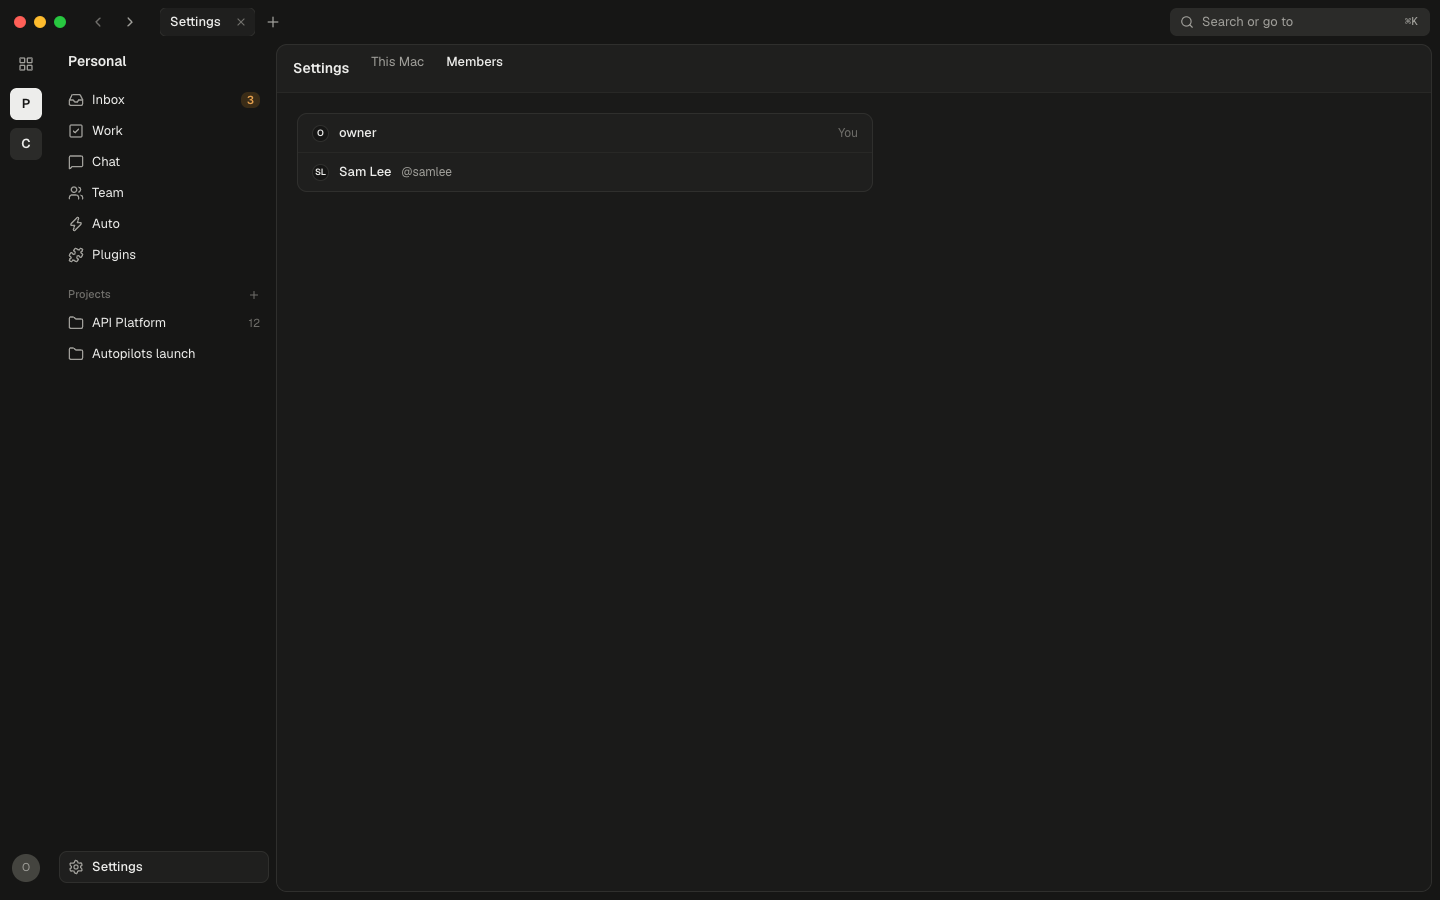 Settings
Search or go to ⌘K
Personal
P
C
Inbox 3
Work
Chat
Team
Auto
Plugins
Projects
API Platform 12
Autopilots launch
O
Settings
Settings This Mac Members
O owner You
SL Sam Lee @samlee